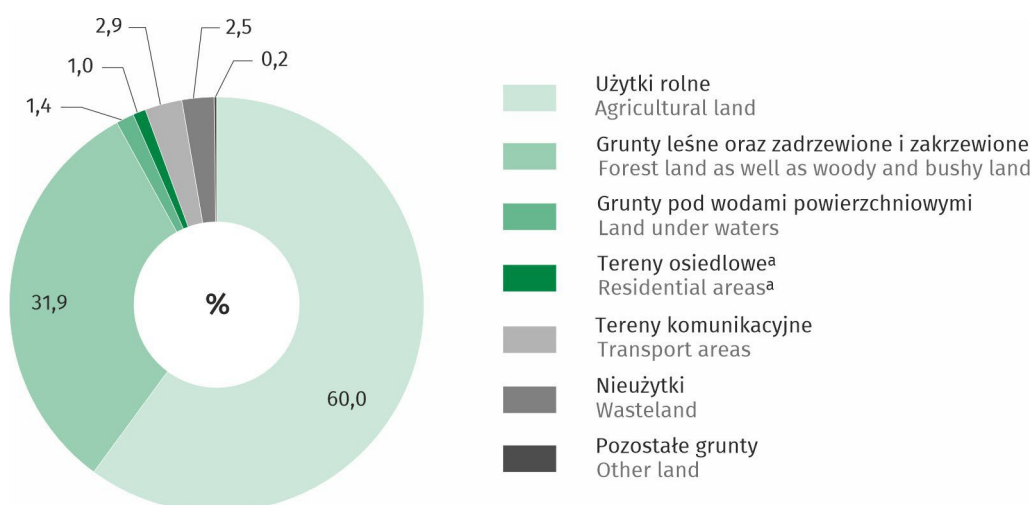 2,9
2,5
1,0
0,2
1,4
31,9
%
60,0
Użytki rolne
Agricultural land
Grunty leśne oraz zadrzewione i zakrzewione
Forest land as well as woody and bushy land
Grunty pod wodami powierzchniowymi
Land under waters
Tereny osiedloweᵃ
Residential areasᵃ
Tereny komunikacyjne
Transport areas
Nieużytki
Wasteland
Pozostałe grunty
Other land